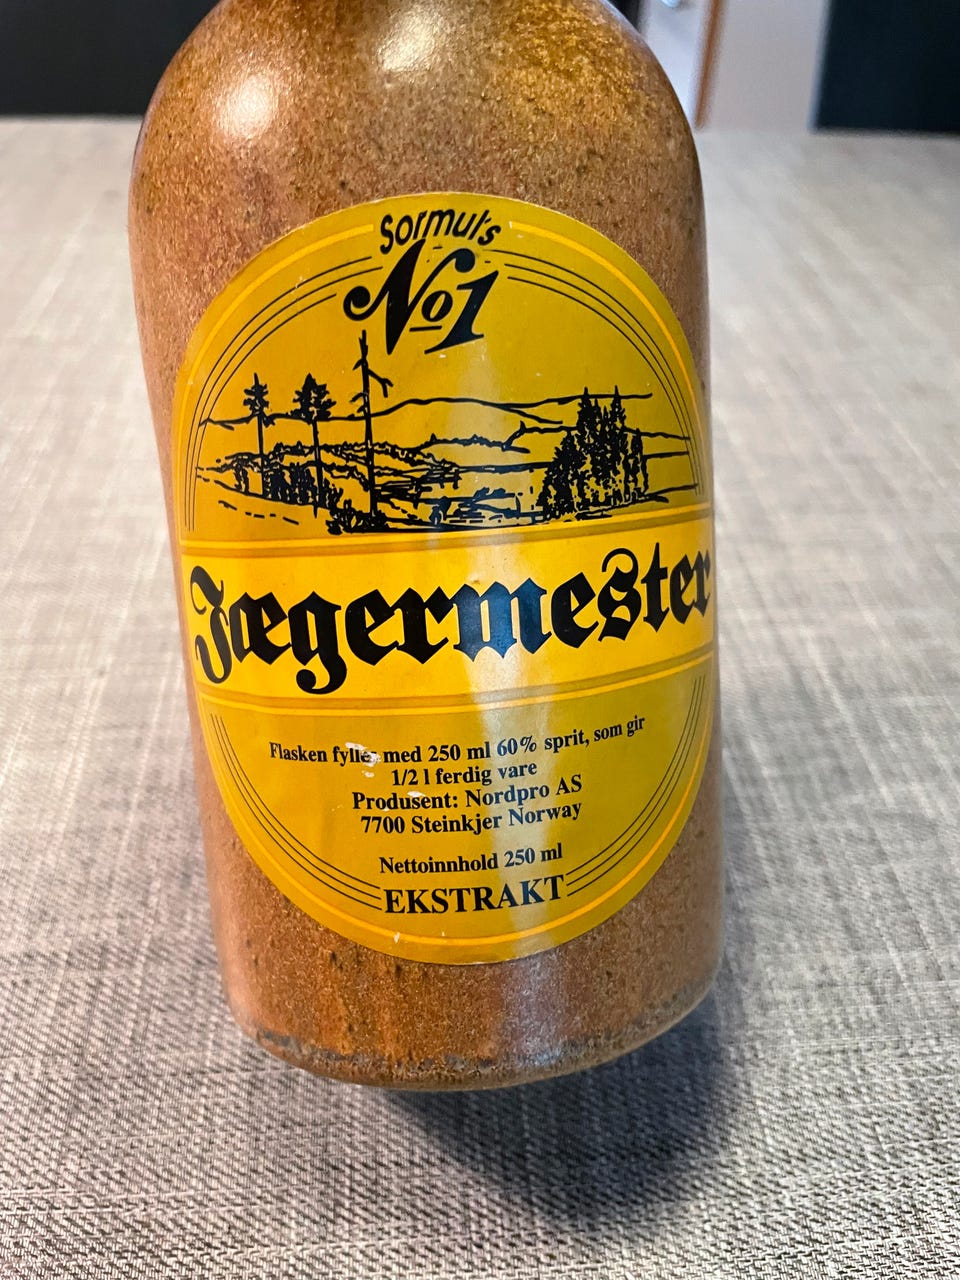 Sormut's
No1
Jægermester
Flasken fylles med 250 ml 60% sprit, som gir
1/2 l ferdig vare
Produsent: Nordpro AS
7700 Steinkjer Norway
Nettoinnhold 250 ml
EKSTRAKT